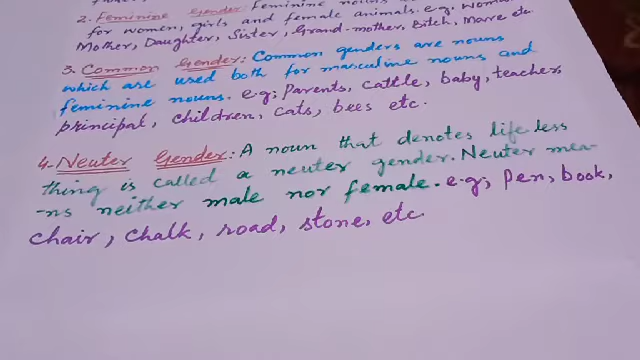 2. Feminine Gender: Feminine nouns
for women, girls and female animals. e.g; Woma
Mother, Daughter, Sister, Grand-mother, Bitch, Mare etc
3. Common Gender: Common genders are nouns
which are used both for masculine nouns and
feminine nouns. e.g; Parents, cattle, baby, teacher,
principal, children, cats, bees etc.
4. Neuter Gender: A noun that denotes life less
thing is called a neuter gender. Neuter mea-
-ns neither male nor female. e.g; pen, book,
chair, chalk, road, stone, etc